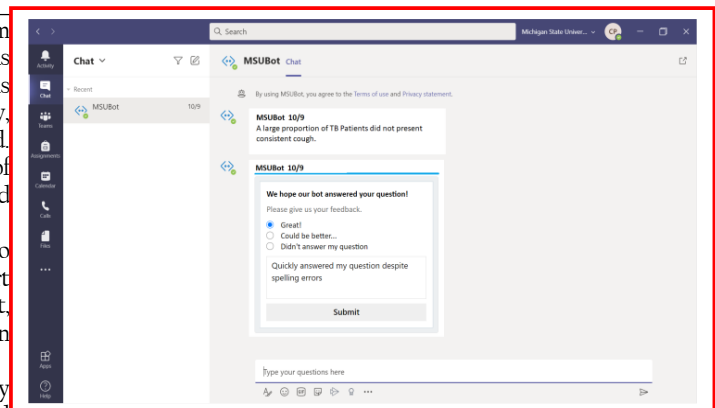 Search
Michigan State Univer...
CP
Activity
Chat
Teams
Assignments
Calendar
Calls
Files
Apps
Help
Chat
Recent
MSUBot 10/9
MSUBot Chat
By using MSUBot, you agree to the Terms of use and Privacy statement.
MSUBot 10/9
A large proportion of TB Patients did not present
consistent cough.
MSUBot 10/9
We hope our bot answered your question!
Please give us your feedback.
Great!
Could be better...
Didn't answer my question
Quickly answered my question despite
spelling errors
Submit
Type your questions here
GIF